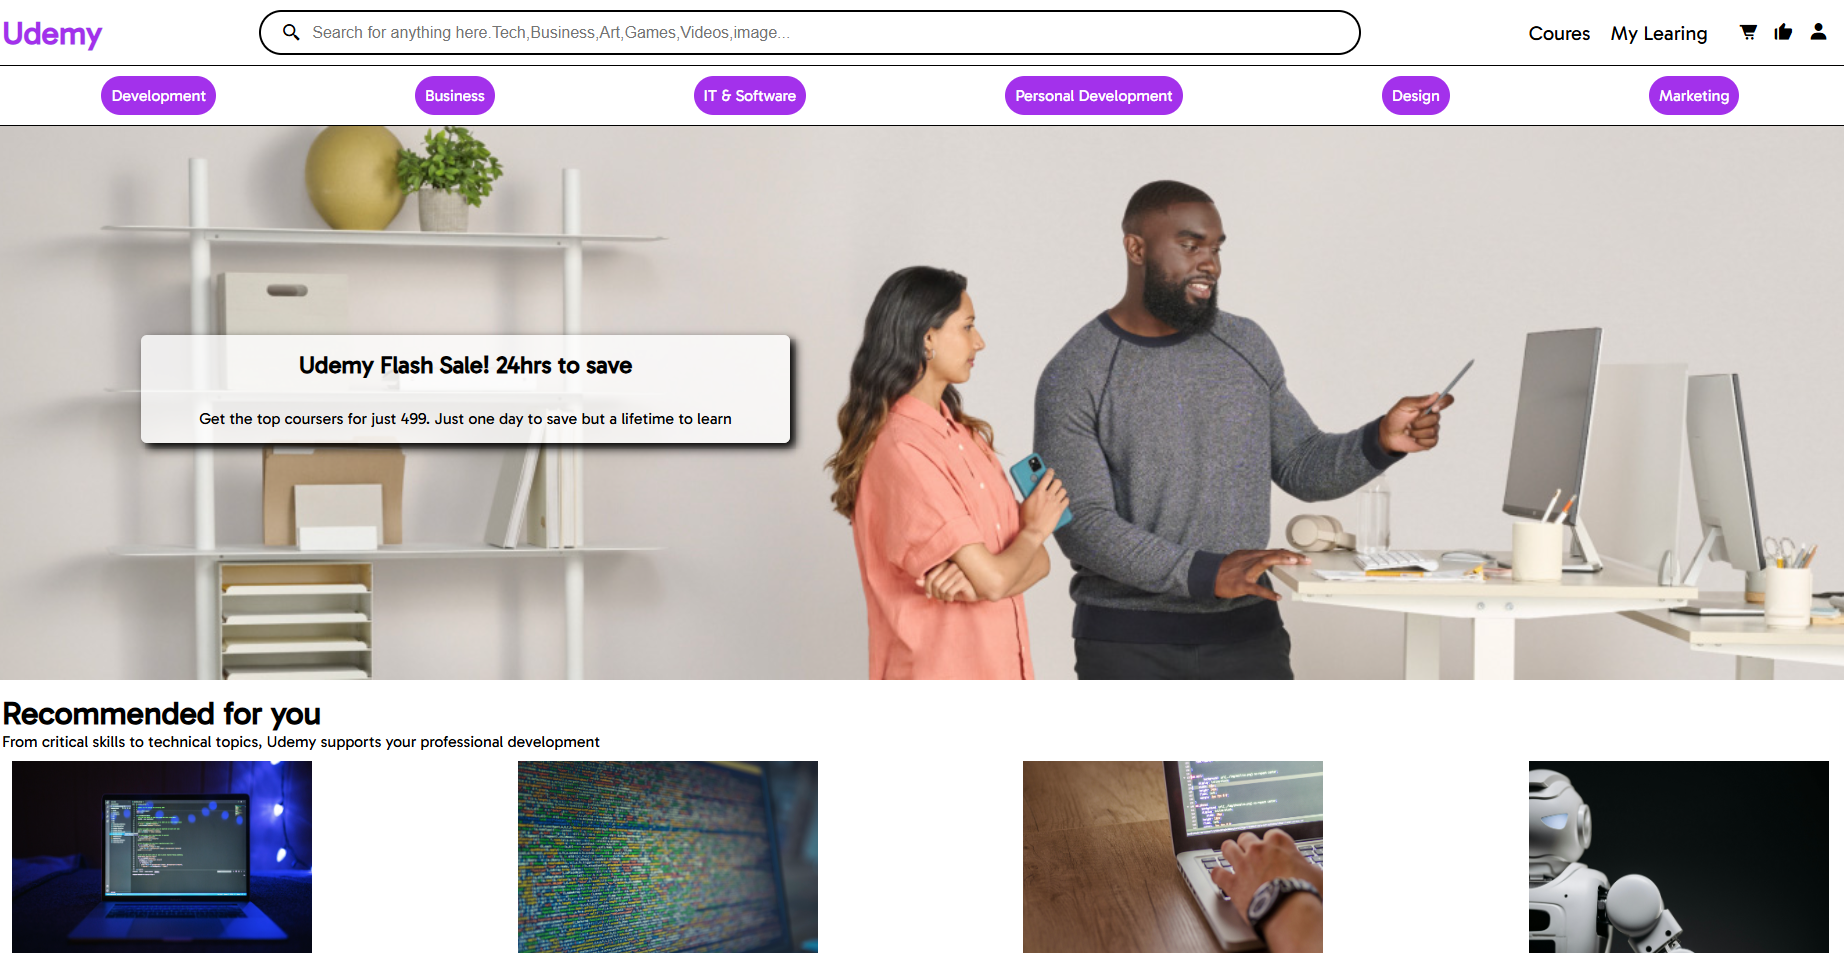 Udemy
Search for anything here.Tech,Business,Art,Games,Videos,image...
Coures My Learing
Development
Business
IT & Software
Personal Development
Design
Marketing
Udemy Flash Sale! 24hrs to save
Get the top coursers for just 499. Just one day to save but a lifetime to learn
Recommended for you
From critical skills to technical topics, Udemy supports your professional development